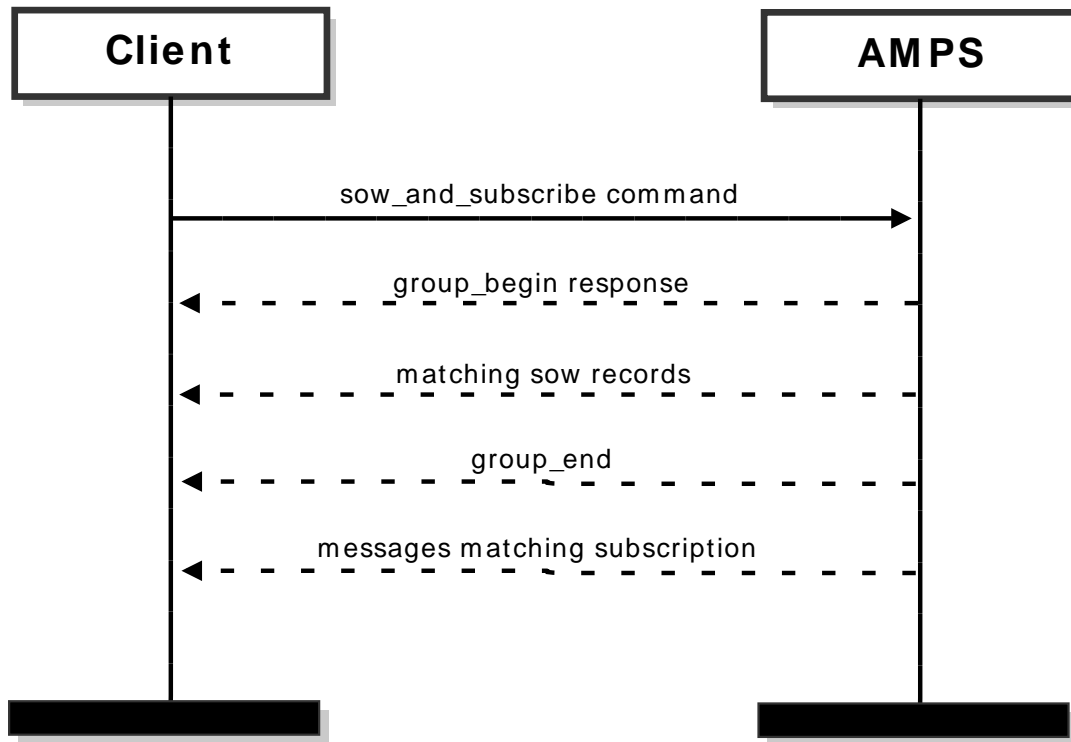 Client
AMPS
sow_and_subscribe command
group_begin response
matching sow records
group_end
messages matching subscription